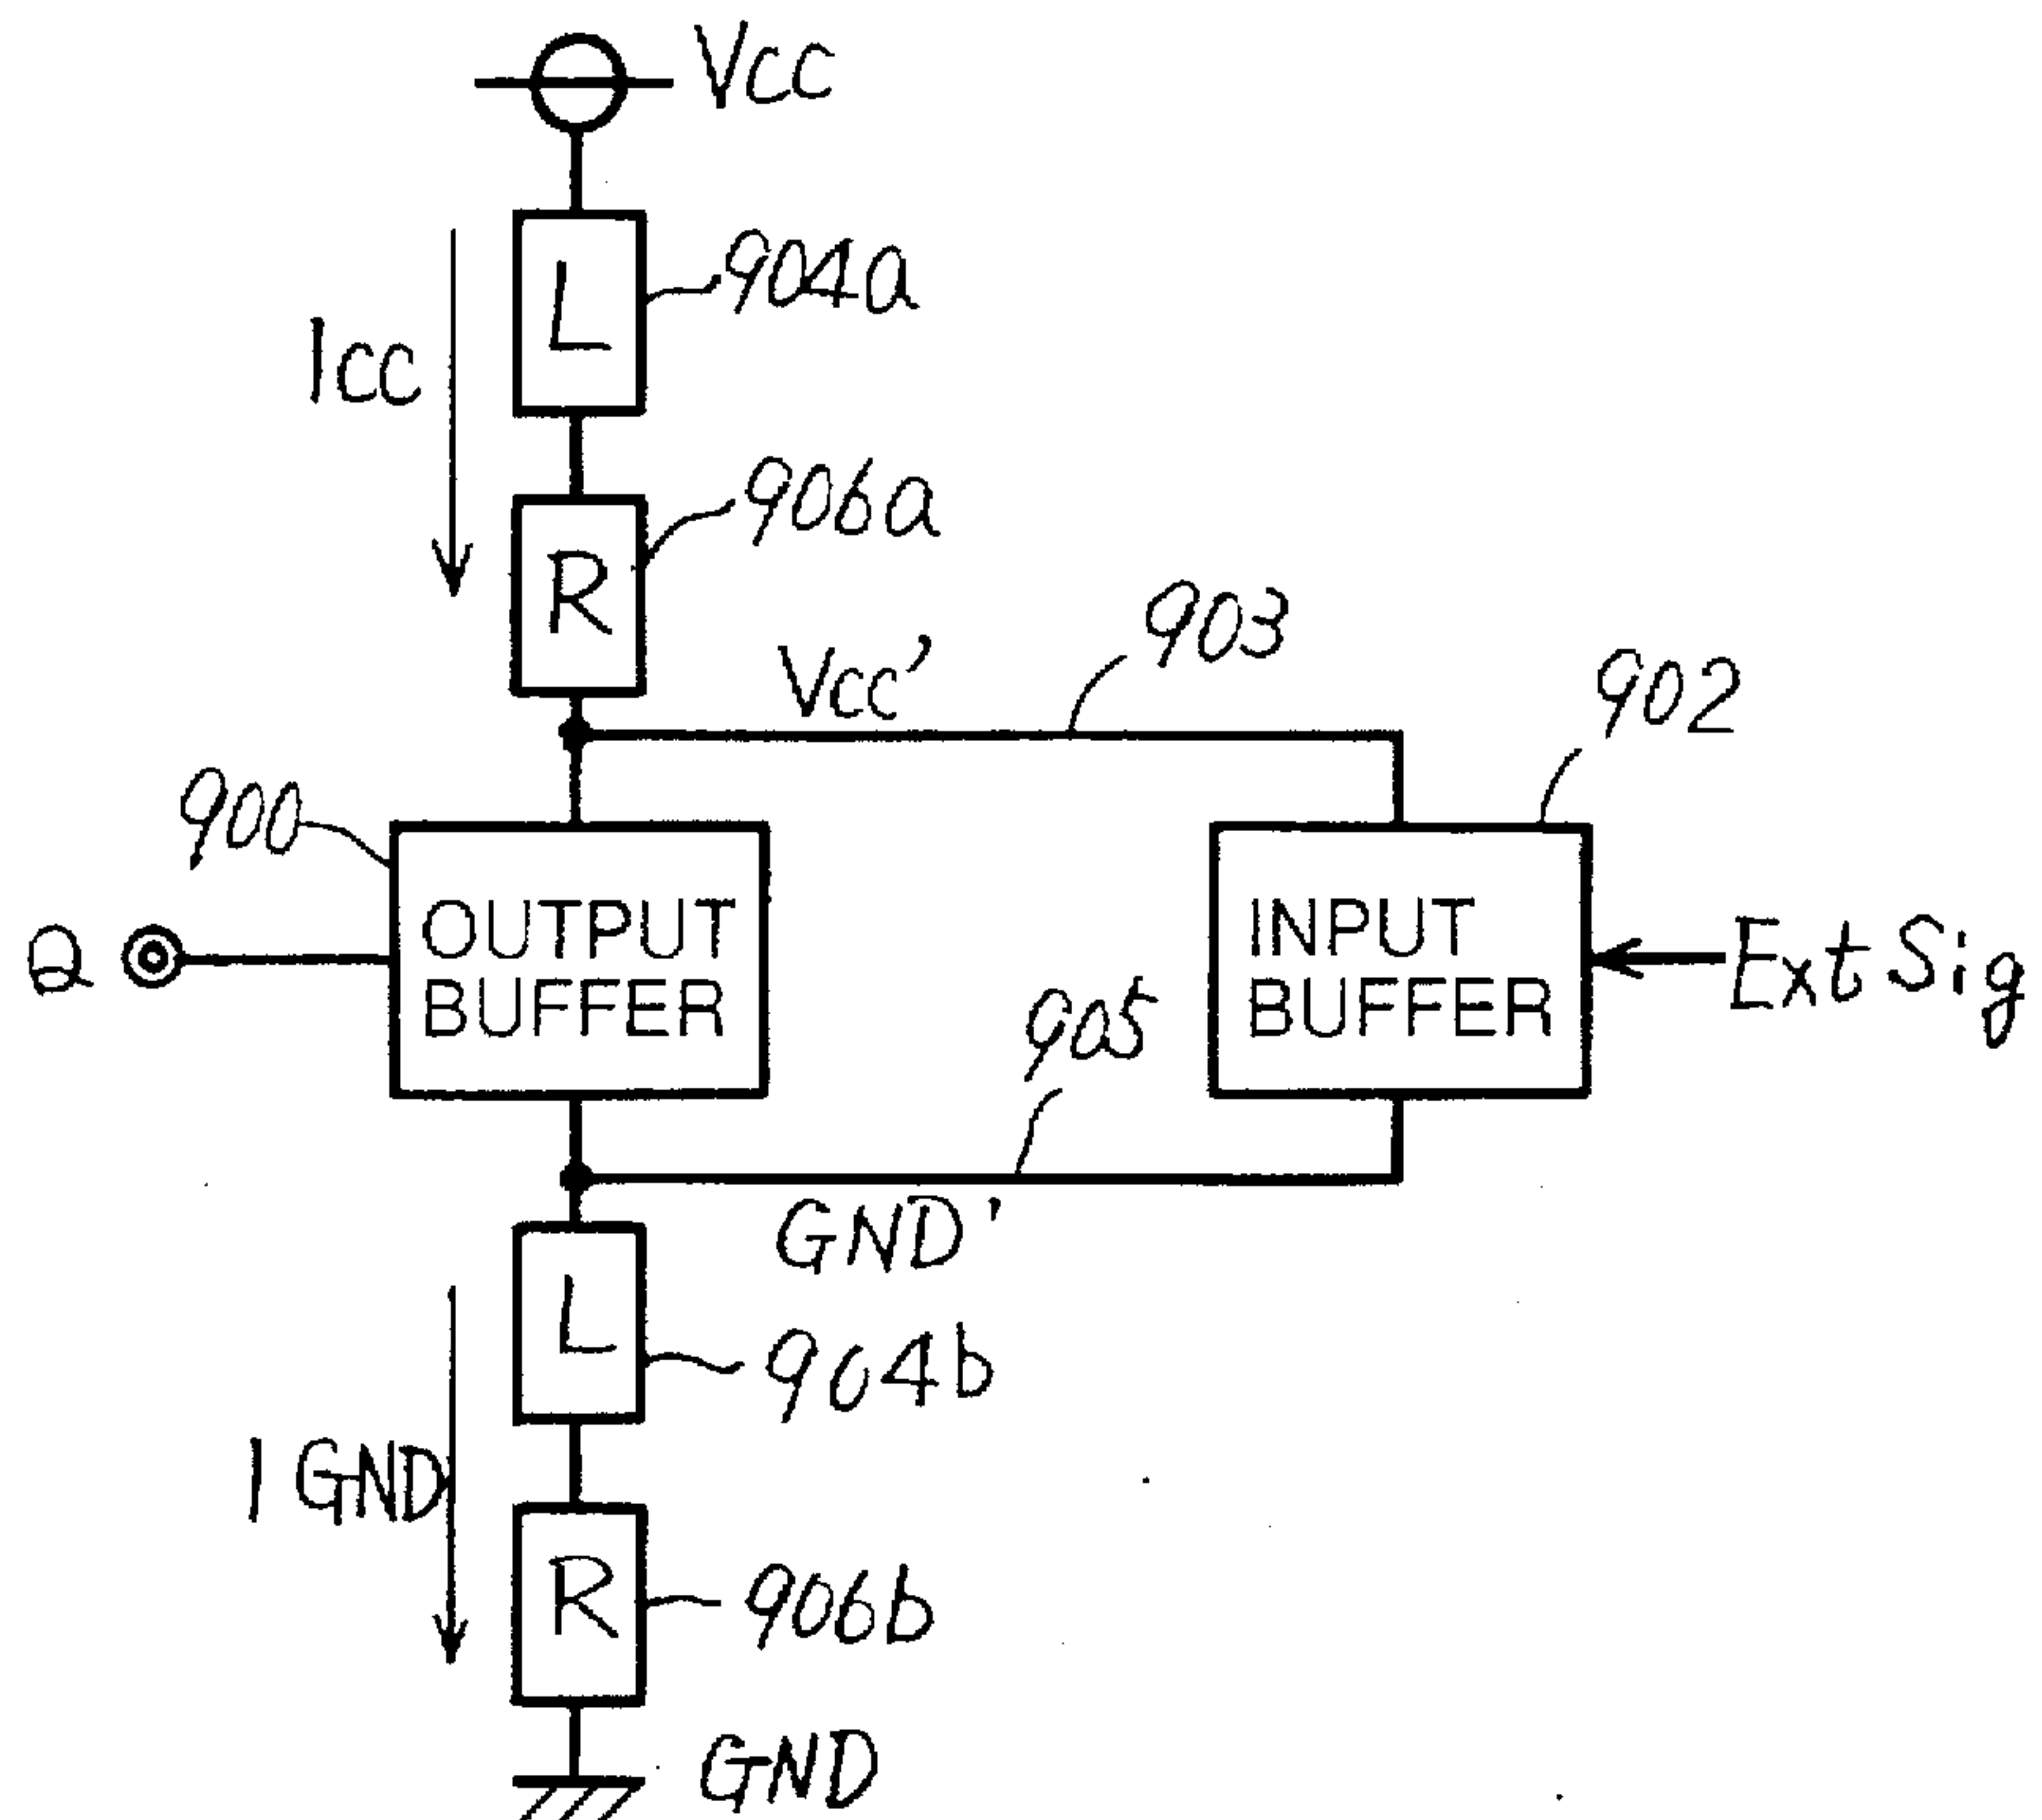 Vcc
L
904a
Icc
R
906a
903
Vcc'
902
900
OUTPUT
BUFFER
INPUT
BUFFER
Q
Ext Sig
905
GND'
L
904b
I GND
R
906b
GND